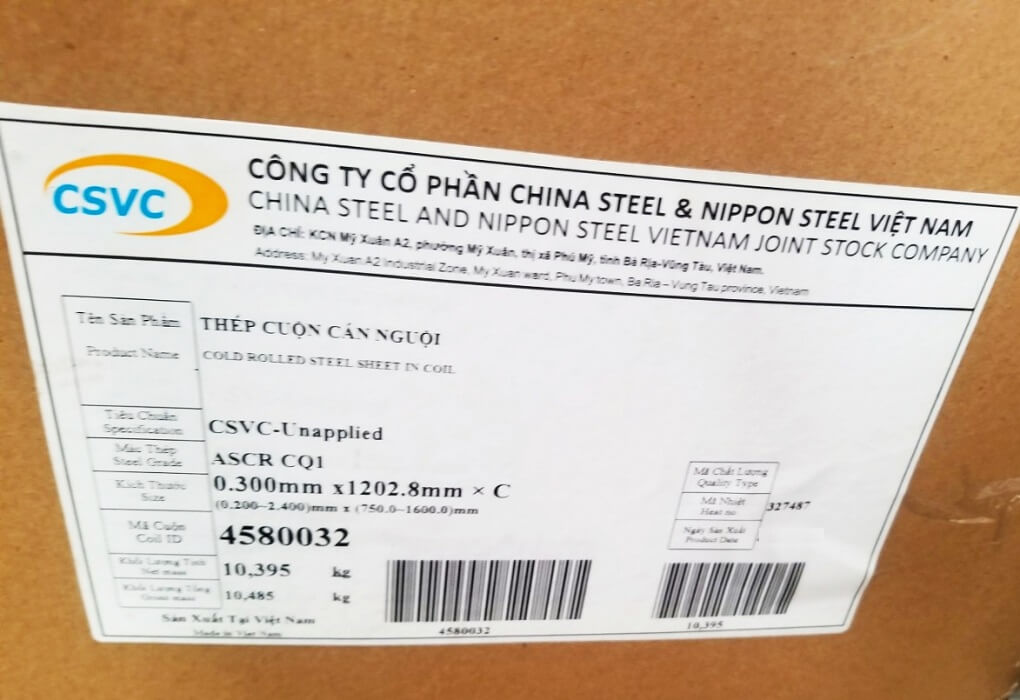 CSVC
CÔNG TY CỔ PHẦN CHINA STEEL & NIPPON STEEL VIỆT NAM
CHINA STEEL AND NIPPON STEEL VIETNAM JOINT STOCK COMPANY
ĐỊA CHỈ: KCN Mỹ Xuân A2, phường Mỹ Xuân, thị xã Phú Mỹ, tỉnh Bà Rịa-Vũng Tàu, Việt Nam.
Address: My Xuan A2 Industrial Zone, My Xuan ward, Phu My town, Ba Ria – Vung Tau province, Vietnam
Tên Sản Phẩm THÉP CUỘN CÁN NGUỘI
Product Name COLD ROLLED STEEL SHEET IN COIL
Tiêu Chuẩn
Specification CSVC-Unapplied
Mác Thép
Steel Grade ASCR CQ1
Kích Thước 0.300mm x1202.8mm × C
Size (0.200~2.400)mm x (750.0~1600.0)mm
Mã Cuộn
Coil ID 4580032
Khối Lượng Tịnh
Net mass 10,395 kg
Khối Lượng Tổng
Gross mass 10,485 kg
Sản Xuất Tại Việt Nam
Made in Viet Nam
Mã Chất Lượng
Quality Type
Mã Nhiệt
Heat no 327487
Ngày Sản Xuất
Product Date
4580032
10,395